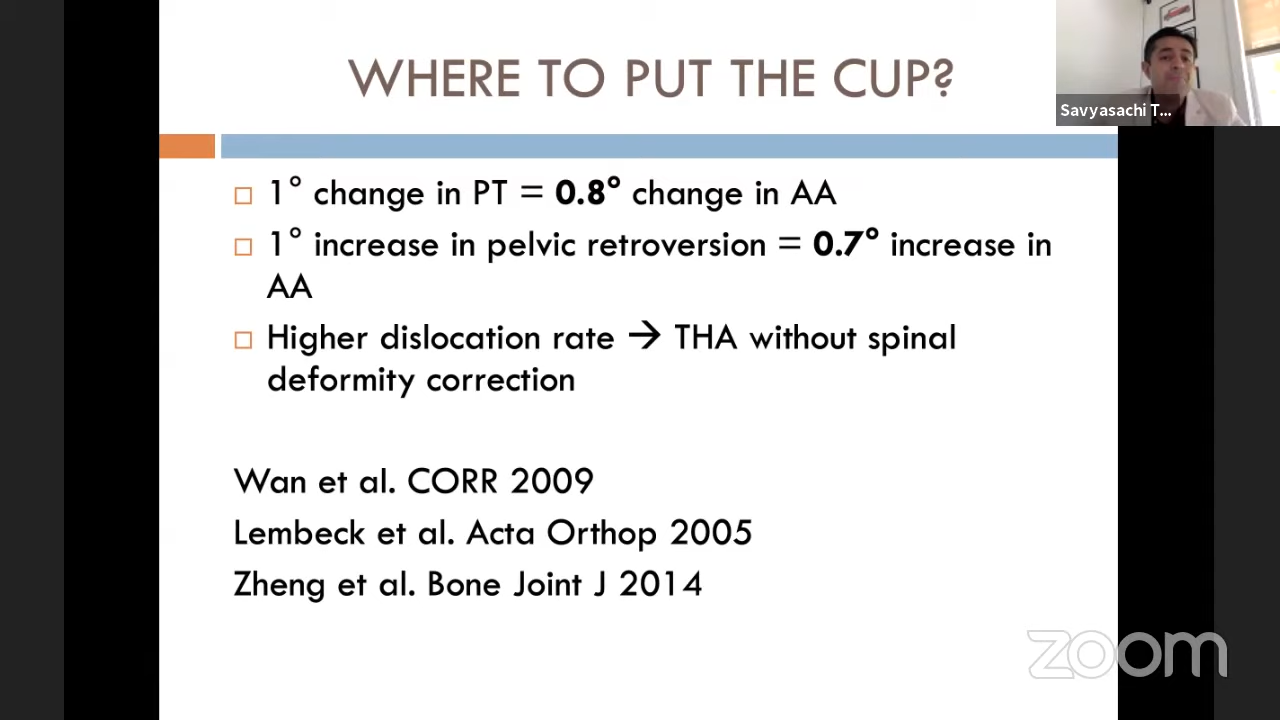 WHERE TO PUT THE CUP?
Savyasachi T...
1° change in PT = 0.8° change in AA
1° increase in pelvic retroversion = 0.7° increase in
AA
Higher dislocation rate → THA without spinal
deformity correction
Wan et al. CORR 2009
Lembeck et al. Acta Orthop 2005
Zheng et al. Bone Joint J 2014
zoom